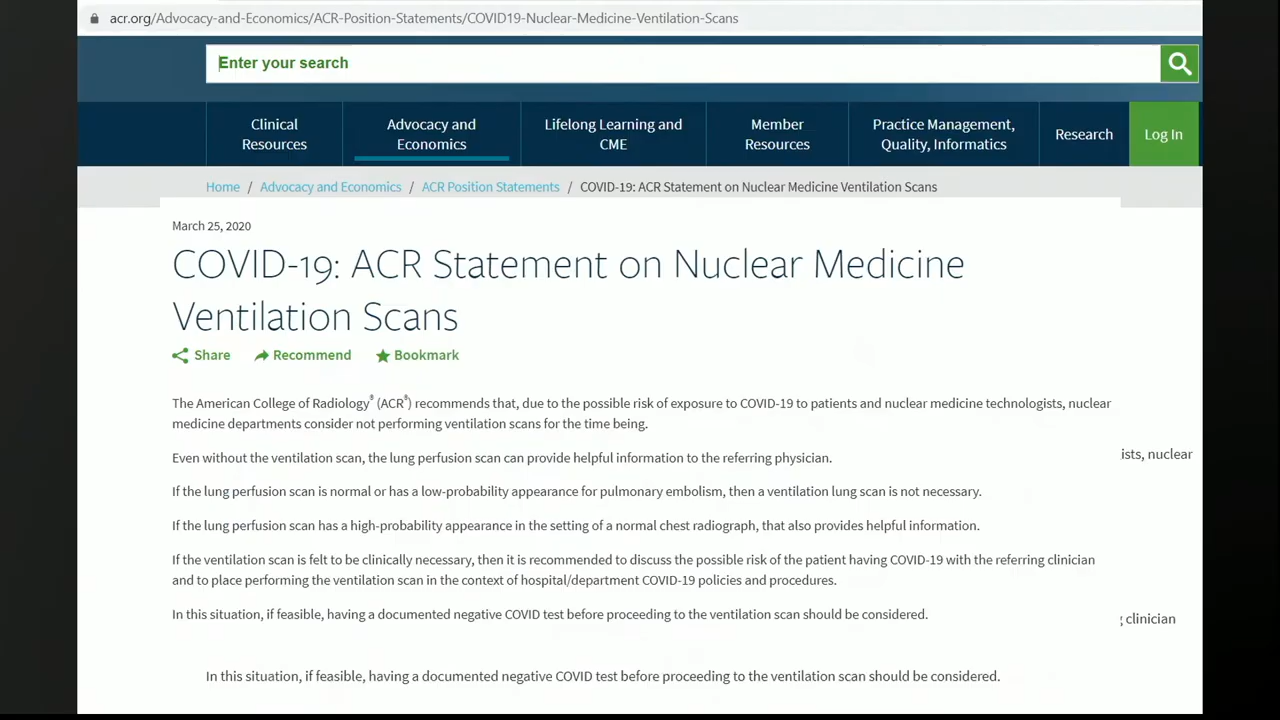 acr.org/Advocacy-and-Economics/ACR-Position-Statements/COVID19-Nuclear-Medicine-Ventilation-Scans
Enter your search
Clinical Resources
Advocacy and Economics
Lifelong Learning and CME
Member Resources
Practice Management, Quality, Informatics
Research
Log In
Home / Advocacy and Economics / ACR Position Statements / COVID-19: ACR Statement on Nuclear Medicine Ventilation Scans
March 25, 2020
COVID-19: ACR Statement on Nuclear Medicine
Ventilation Scans
Share Recommend Bookmark
The American College of Radiology® (ACR®) recommends that, due to the possible risk of exposure to COVID-19 to patients and nuclear medicine technologists, nuclear
medicine departments consider not performing ventilation scans for the time being.
ists, nuclear
Even without the ventilation scan, the lung perfusion scan can provide helpful information to the referring physician.
If the lung perfusion scan is normal or has a low-probability appearance for pulmonary embolism, then a ventilation lung scan is not necessary.
If the lung perfusion scan has a high-probability appearance in the setting of a normal chest radiograph, that also provides helpful information.
If the ventilation scan is felt to be clinically necessary, then it is recommended to discuss the possible risk of the patient having COVID-19 with the referring clinician
and to place performing the ventilation scan in the context of hospital/department COVID-19 policies and procedures.
In this situation, if feasible, having a documented negative COVID test before proceeding to the ventilation scan should be considered.
clinician
In this situation, if feasible, having a documented negative COVID test before proceeding to the ventilation scan should be considered.